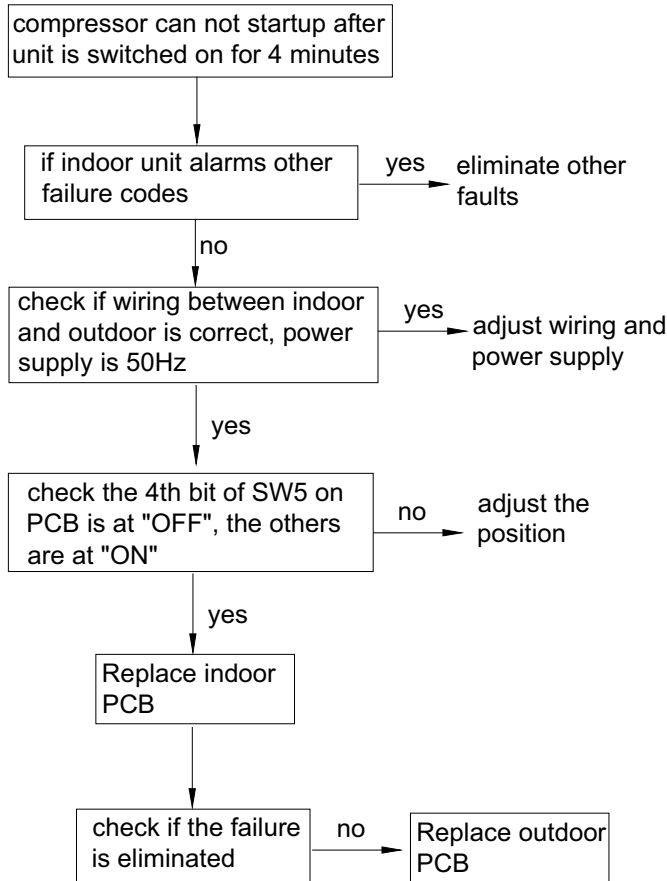 compressor can not startup after
unit is switched on for 4 minutes
if indoor unit alarms other
failure codes
yes
eliminate other
faults
no
check if wiring between indoor
and outdoor is correct, power
supply is 50Hz
yes
adjust wiring and
power supply
yes
check the 4th bit of SW5 on
PCB is at "OFF", the others
are at "ON"
no
adjust the
position
yes
Replace indoor
PCB
check if the failure
is eliminated
no
Replace outdoor
PCB